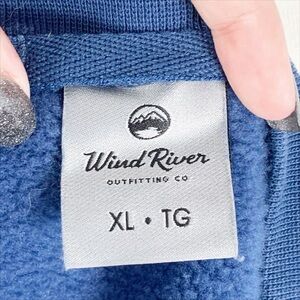 Wind River
OUTFITTING CO
XL • TG